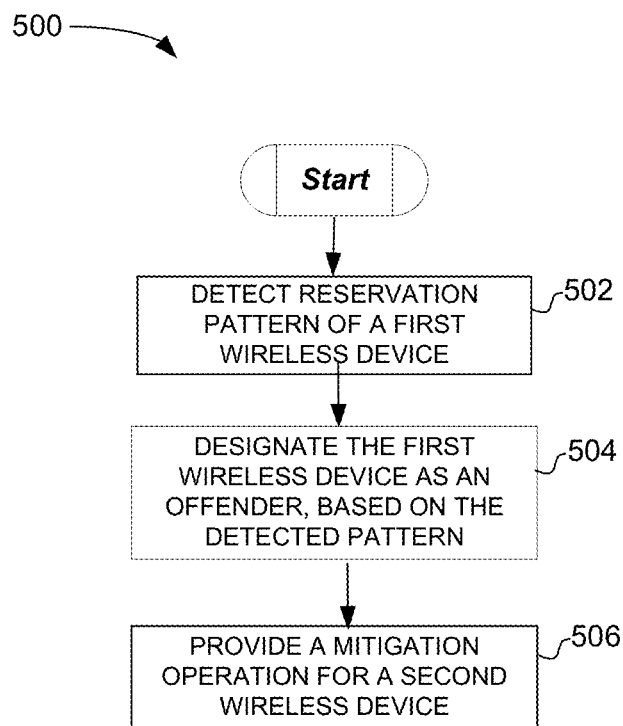 500
Start
DETECT RESERVATION
PATTERN OF A FIRST
WIRELESS DEVICE
502
DESIGNATE THE FIRST
WIRELESS DEVICE AS AN
OFFENDER, BASED ON THE
DETECTED PATTERN
504
PROVIDE A MITIGATION
OPERATION FOR A SECOND
WIRELESS DEVICE
506